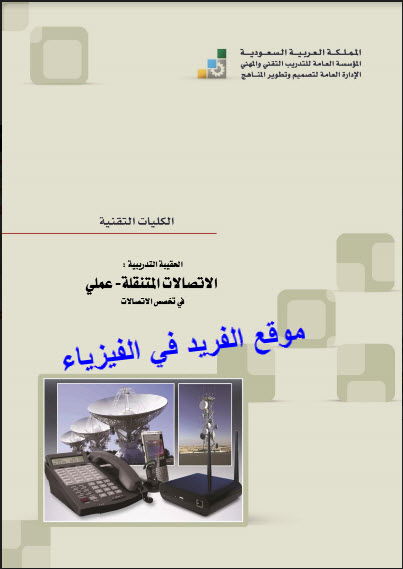 المملكة العربية السعودية
المؤسسة العامة للتدريب التقني والمهني
الإدارة العامة لتصميم وتطوير المناهج
الكليات التقنية
الحقيبة التدريبية :
الاتصالات المتنقلة - عملي
في تخصص الاتصالات
موقع الفريد في الفيزياء